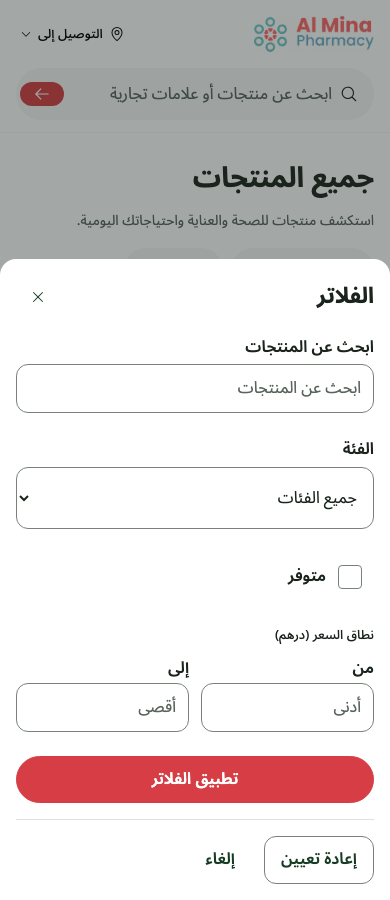 Al Mina
Pharmacy
التوصيل إلى
ابحث عن منتجات أو علامات تجارية
جميع المنتجات
استكشف منتجات للصحة والعناية واحتياجاتك اليومية.
الفلاتر
ابحث عن المنتجات
ابحث عن المنتجات
الفئة
جميع الفئات
متوفر
نطاق السعر (درهم)
من
إلى
أدنى
أقصى
تطبيق الفلاتر
إعادة تعيين
إلغاء